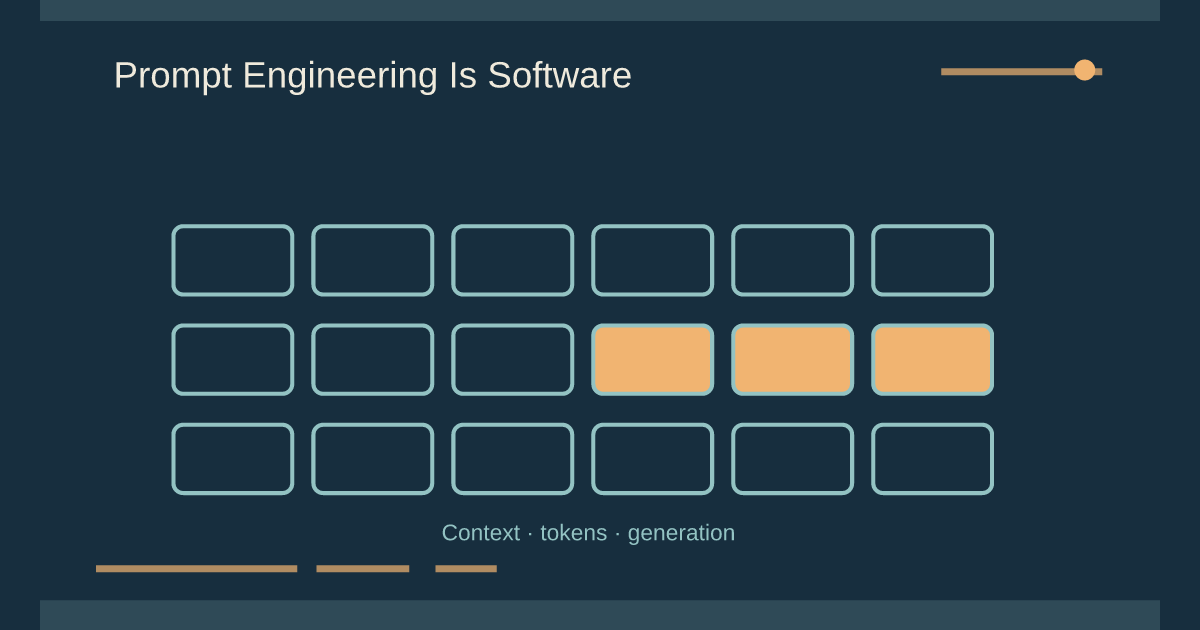 Prompt Engineering Is Software
Context · tokens · generation